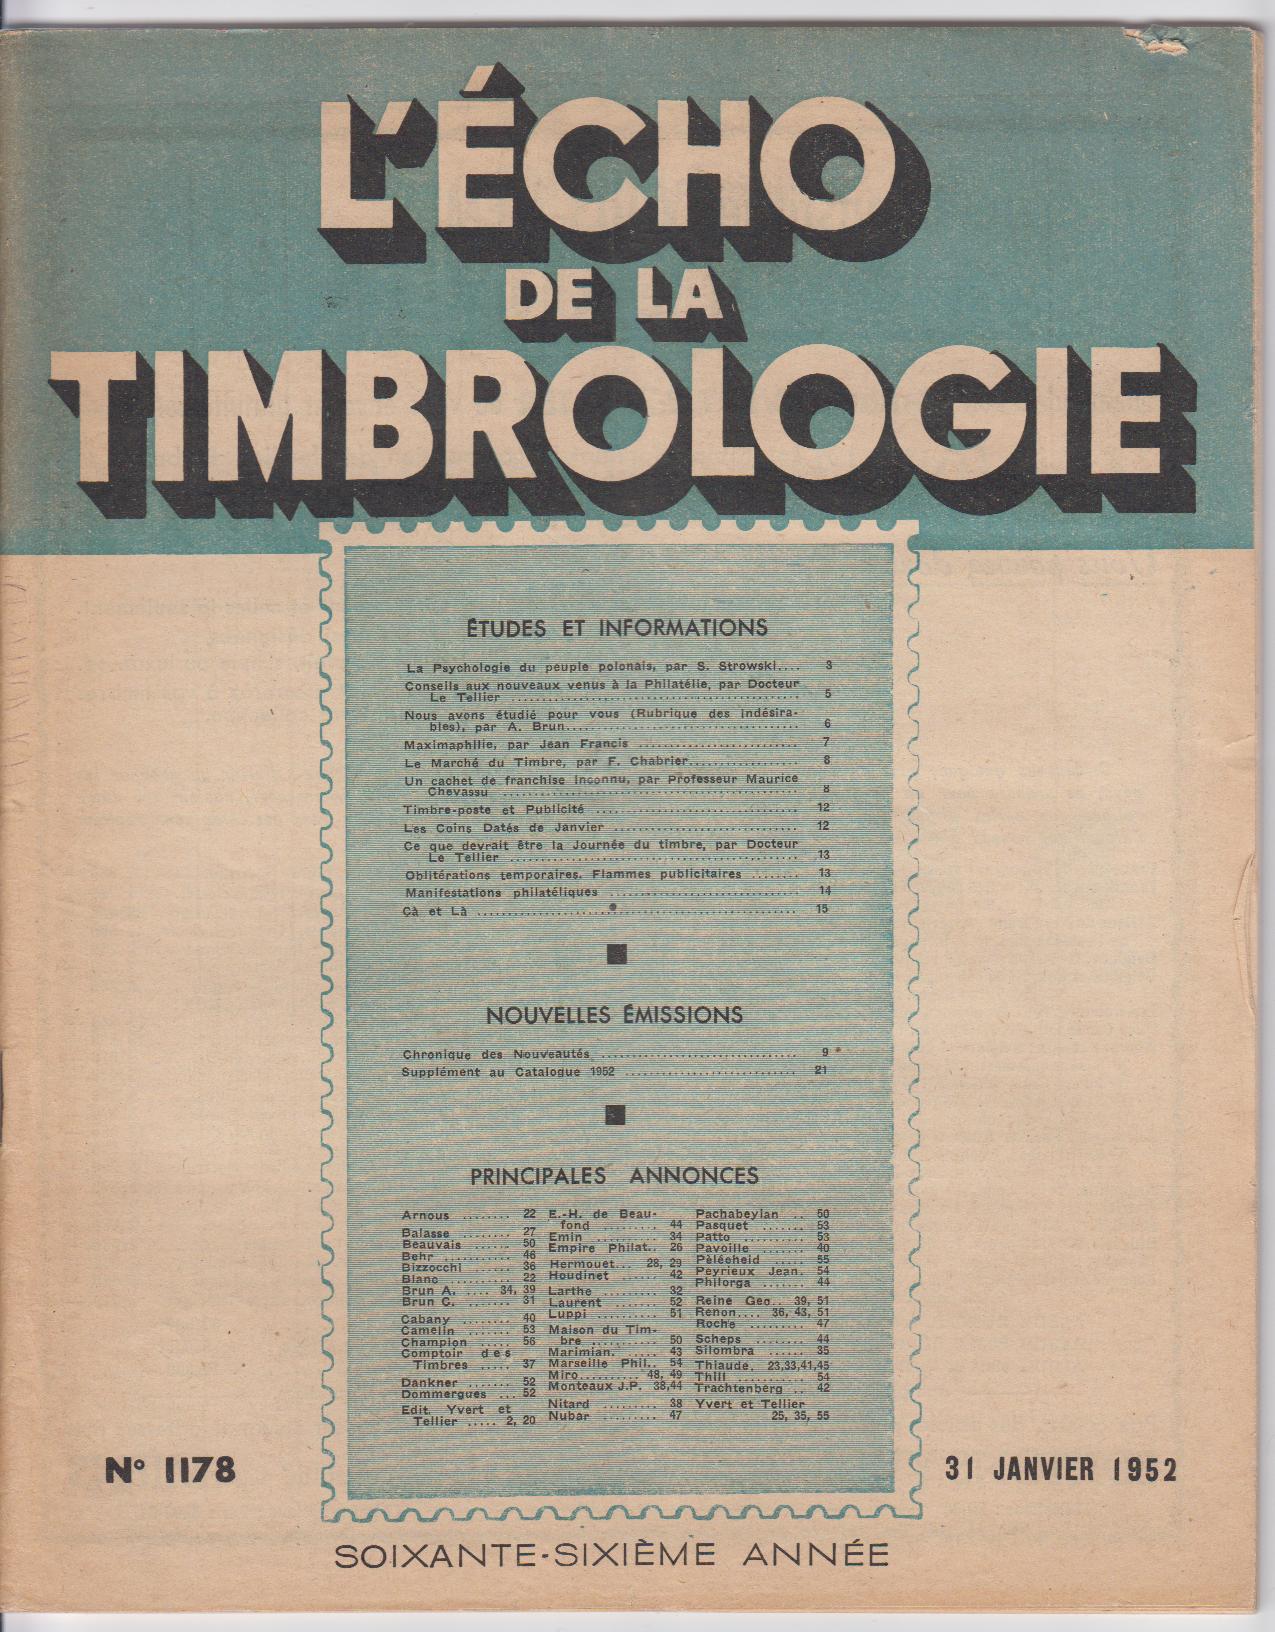 L'ÉCHO
DE LA
TIMBROLOGIE
ÉTUDES ET INFORMATIONS
La Psychologie du peuple polonais, par S. Strowski.... 3
Conseils aux nouveaux venus à la Philatélie, par Docteur
Le Tellier .......... 5
Nous avons étudié pour vous (Rubrique des Indésira-
bles), par A. Brun.......... 6
Maximaphilie, par Jean Francis .......... 7
Le Marché du Timbre, par F. Chabrier.......... 8
Un cachet de franchise inconnu, par Professeur Maurice
Chevassu .......... 8
Timbre-poste et Publicité .......... 12
Les Coins Datés de Janvier .......... 12
Ce que devrait être la Journée du timbre, par Docteur
Le Tellier .......... 13
Oblitérations temporaires. Flammes publicitaires ........ 13
Manifestations philatéliques .......... 14
Çà et Là .......... 15
NOUVELLES ÉMISSIONS
Chronique des Nouveautés .......... 9
Supplément au Catalogue 1952 .......... 21
PRINCIPALES ANNONCES
Arnous ........ 22
Balasse ........ 27
Beauvais ...... 50
Behr .......... 46
Bizzocchi ...... 36
Blanc .......... 22
Brun A. .... 34, 39
Brun C. ....... 31
Cabany ........ 40
Camelin ....... 53
Champion ..... 56
Comptoir des
Timbres ..... 37
Dankner ....... 52
Dommergues ... 52
Edit. Yvert et
Tellier ..... 2, 20
E.-H. de Beau-
fond ......... 44
Emin .......... 34
Empire Philat.. 26
Hermouet... 28, 29
Houdinet ...... 42
Larthe ......... 32
Laurent ....... 52
Luppi ......... 51
Maison du Tim-
bre .......... 50
Marimian. ..... 43
Marseille Phil.. 54
Miro.......... 48, 49
Monteaux J.P. 38,44
Nitard ......... 38
Nubar ......... 47
Pachabeyian .. 50
Pasquet ....... 53
Patto .......... 53
Pavoille ....... 40
Pèlécheid ..... 55
Peyrieux Jean. 54
Philorga ....... 44
Reine Geo.. 39, 51
Renon.... 36, 43, 51
Roche ......... 47
Scheps ........ 44
Silombra ...... 35
Thiaude. 23,33,41,45
Thill .......... 54
Trachtenberg .. 42
Yvert et Tellier
25, 35, 55
N° 1178
31 JANVIER 1952
SOIXANTE-SIXIÈME ANNÉE